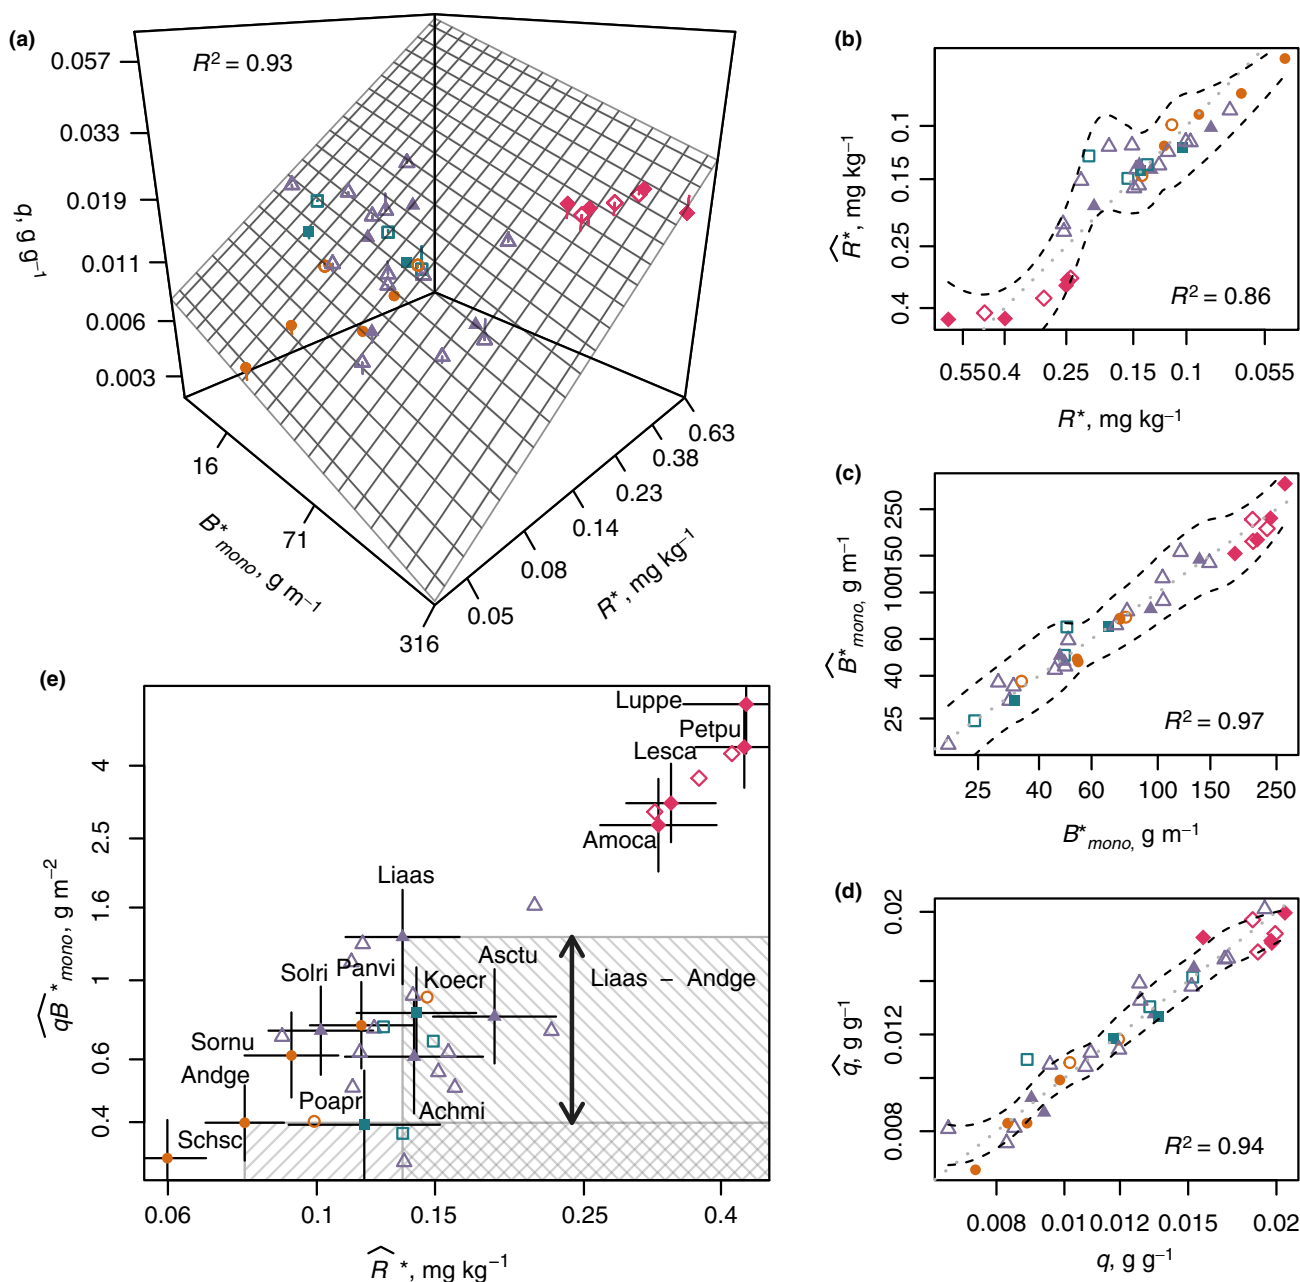 (a)
R² = 0.93
0.057
0.033
0.019
0.011
0.006
0.003
q, g g⁻¹
16
71
316
B*mono, g m⁻¹
0.05
0.08
0.14
0.23
0.38
0.63
R*, mg kg⁻¹
(b)
0.1
0.15
0.25
0.4
R̂*, mg kg⁻¹
R² = 0.86
0.55 0.4 0.25 0.15 0.1 0.055
R*, mg kg⁻¹
(c)
250
150
100
60
40
25
B̂*mono, g m⁻¹
R² = 0.97
25 40 60 100 150 250
B*mono, g m⁻¹
(d)
0.02
0.012
0.008
q̂, g g⁻¹
R² = 0.94
0.008 0.010 0.012 0.015 0.02
q, g g⁻¹
(e)
4
2.5
1.6
1
0.6
0.4
q̂B*mono, g m⁻²
Luppe
Petpu
Lesca
Amoca
Liaas
Solri
Panvi
Koecr
Asctu
Liaas – Andge
Sornu
Andge
Poapr
Achmi
Schsc
0.06 0.1 0.15 0.25 0.4
R̂*, mg kg⁻¹